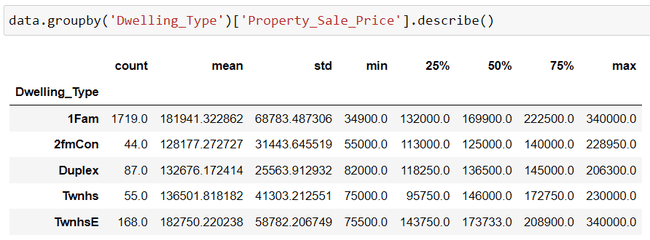 data.groupby('Dwelling_Type')['Property_Sale_Price'].describe()
count mean std min 25% 50% 75% max
Dwelling_Type
1Fam 1719.0 181941.322862 68783.487306 34900.0 132000.0 169900.0 222500.0 340000.0
2fmCon 44.0 128177.272727 31443.645519 55000.0 113000.0 125000.0 140000.0 228950.0
Duplex 87.0 132676.172414 25563.912932 82000.0 118250.0 136500.0 145000.0 206300.0
Twnhs 55.0 136501.818182 41303.212551 75000.0 95750.0 146000.0 172750.0 230000.0
TwnhsE 168.0 182750.220238 58782.206749 75500.0 143750.0 173733.0 208900.0 340000.0